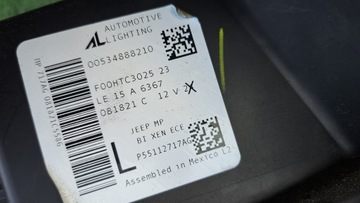 AL AUTOMOTIVE
LIGHTING
00534888210
F00HTC3025 23
LE 15 A 6367
0B1821 C 12 V X
JEEP MP
BI XEN ECE
L
P55112717AG
Assembled in Mexico L2